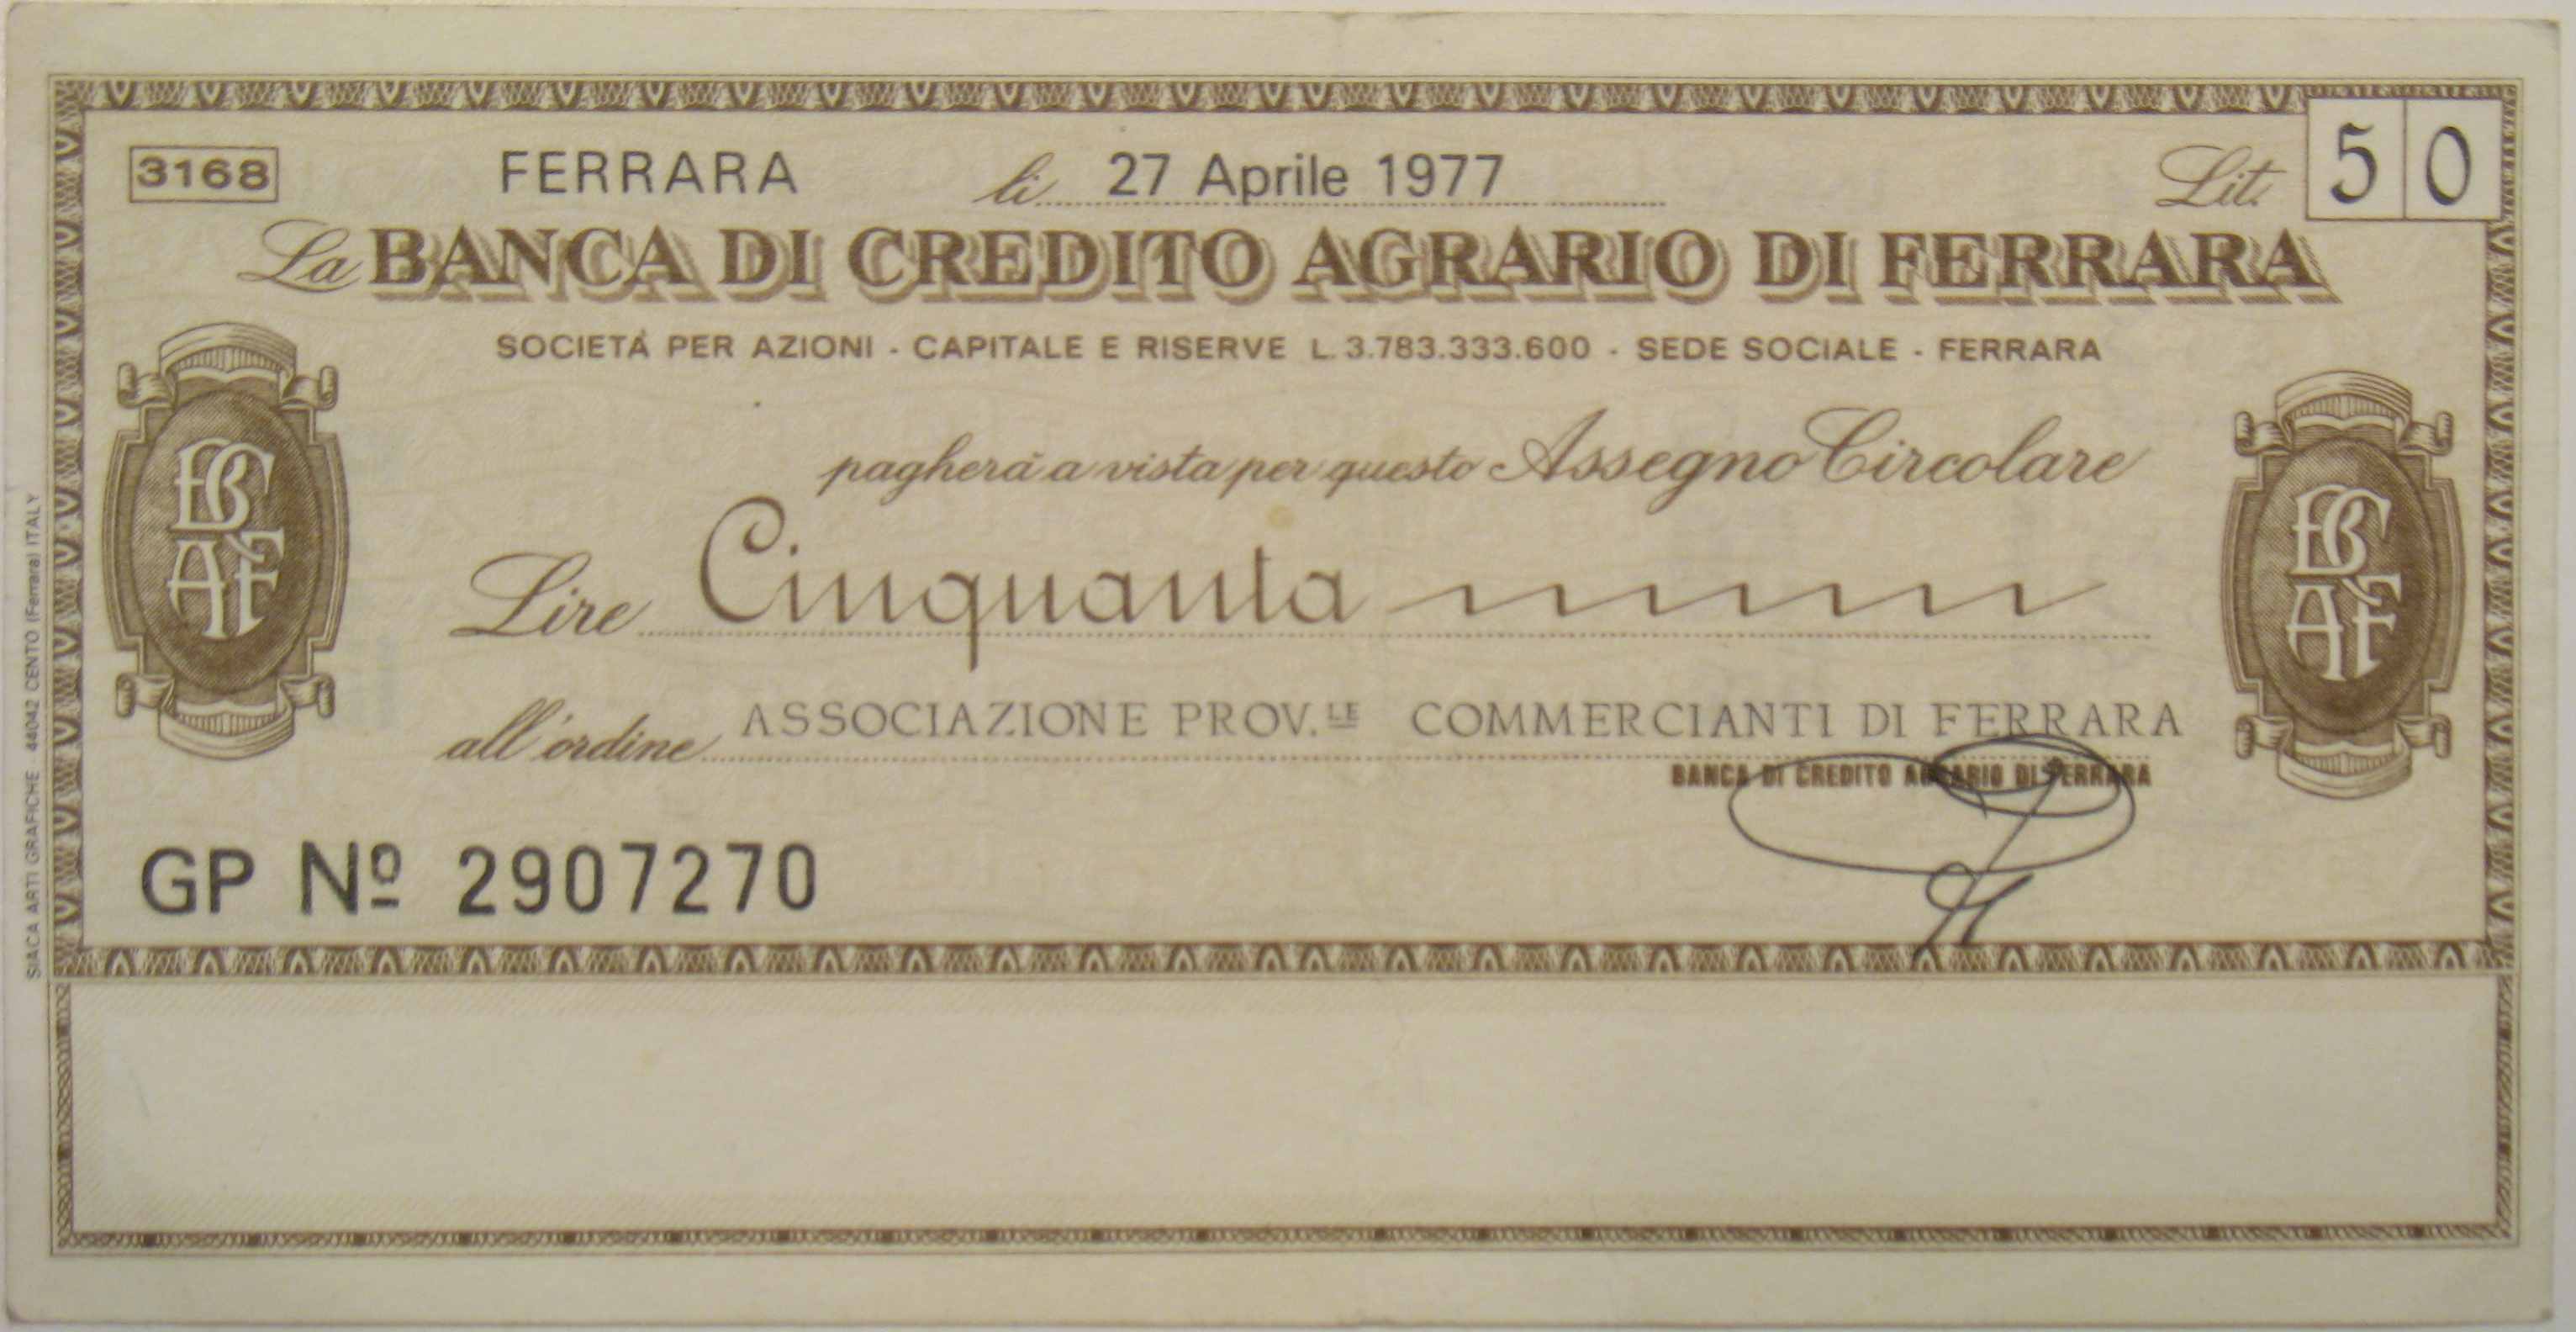 3168 FERRARA li 27 Aprile 1977 Lit. 50
La BANCA DI CREDITO AGRARIO DI FERRARA
SOCIETÀ PER AZIONI - CAPITALE E RISERVE L. 3.783.333.600 - SEDE SOCIALE - FERRARA
pagherà a vista per questo Assegno Circolare
Lire Cinquanta
all'ordine ASSOCIAZIONE PROV.LE COMMERCIANTI DI FERRARA
BANCA DI CREDITO AGRARIO DI FERRARA
GP Nº 2907270
BCAF
BCAF
SIACA ARTI GRAFICHE - 44042 CENTO (Ferrara) ITALY